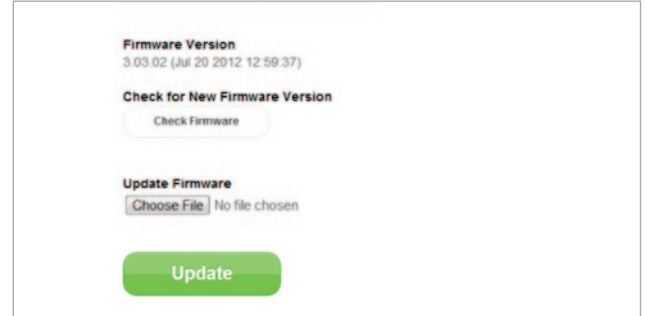 Firmware Version
3.03.02 (Jul 20 2012 12:59:37)
Check for New Firmware Version
Check Firmware
Update Firmware
Choose File No file chosen
Update